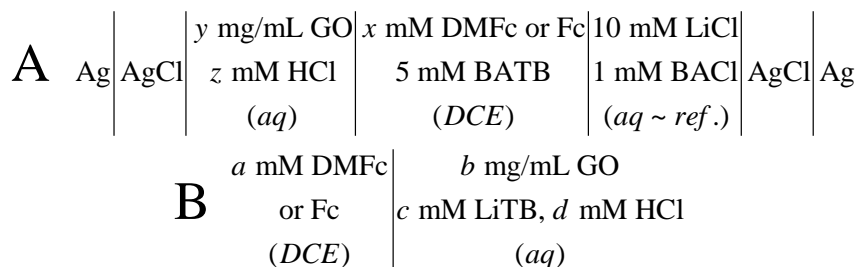 y mg/mL GO x mM DMFc or Fc 10 mM LiCl
A Ag AgCl z mM HCl 5 mM BATB 1 mM BACl AgCl Ag
(aq) (DCE) (aq ~ ref.)
a mM DMFc b mg/mL GO
B or Fc c mM LiTB, d mM HCl
(DCE) (aq)